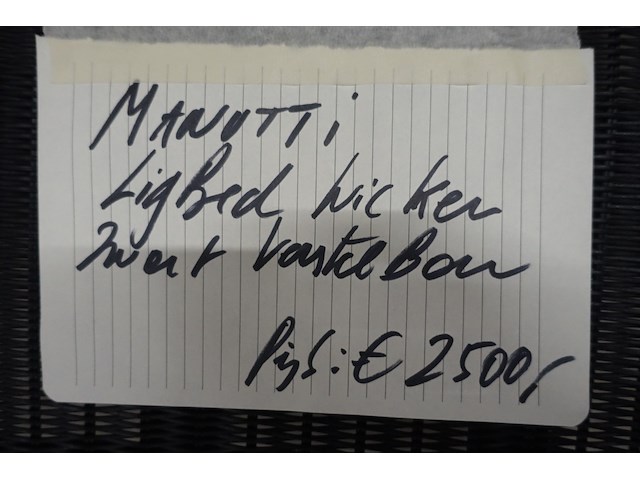 MANUTTI
LigBed Wicker
Zwart Verstelbaar
Prijs: € 2500,-